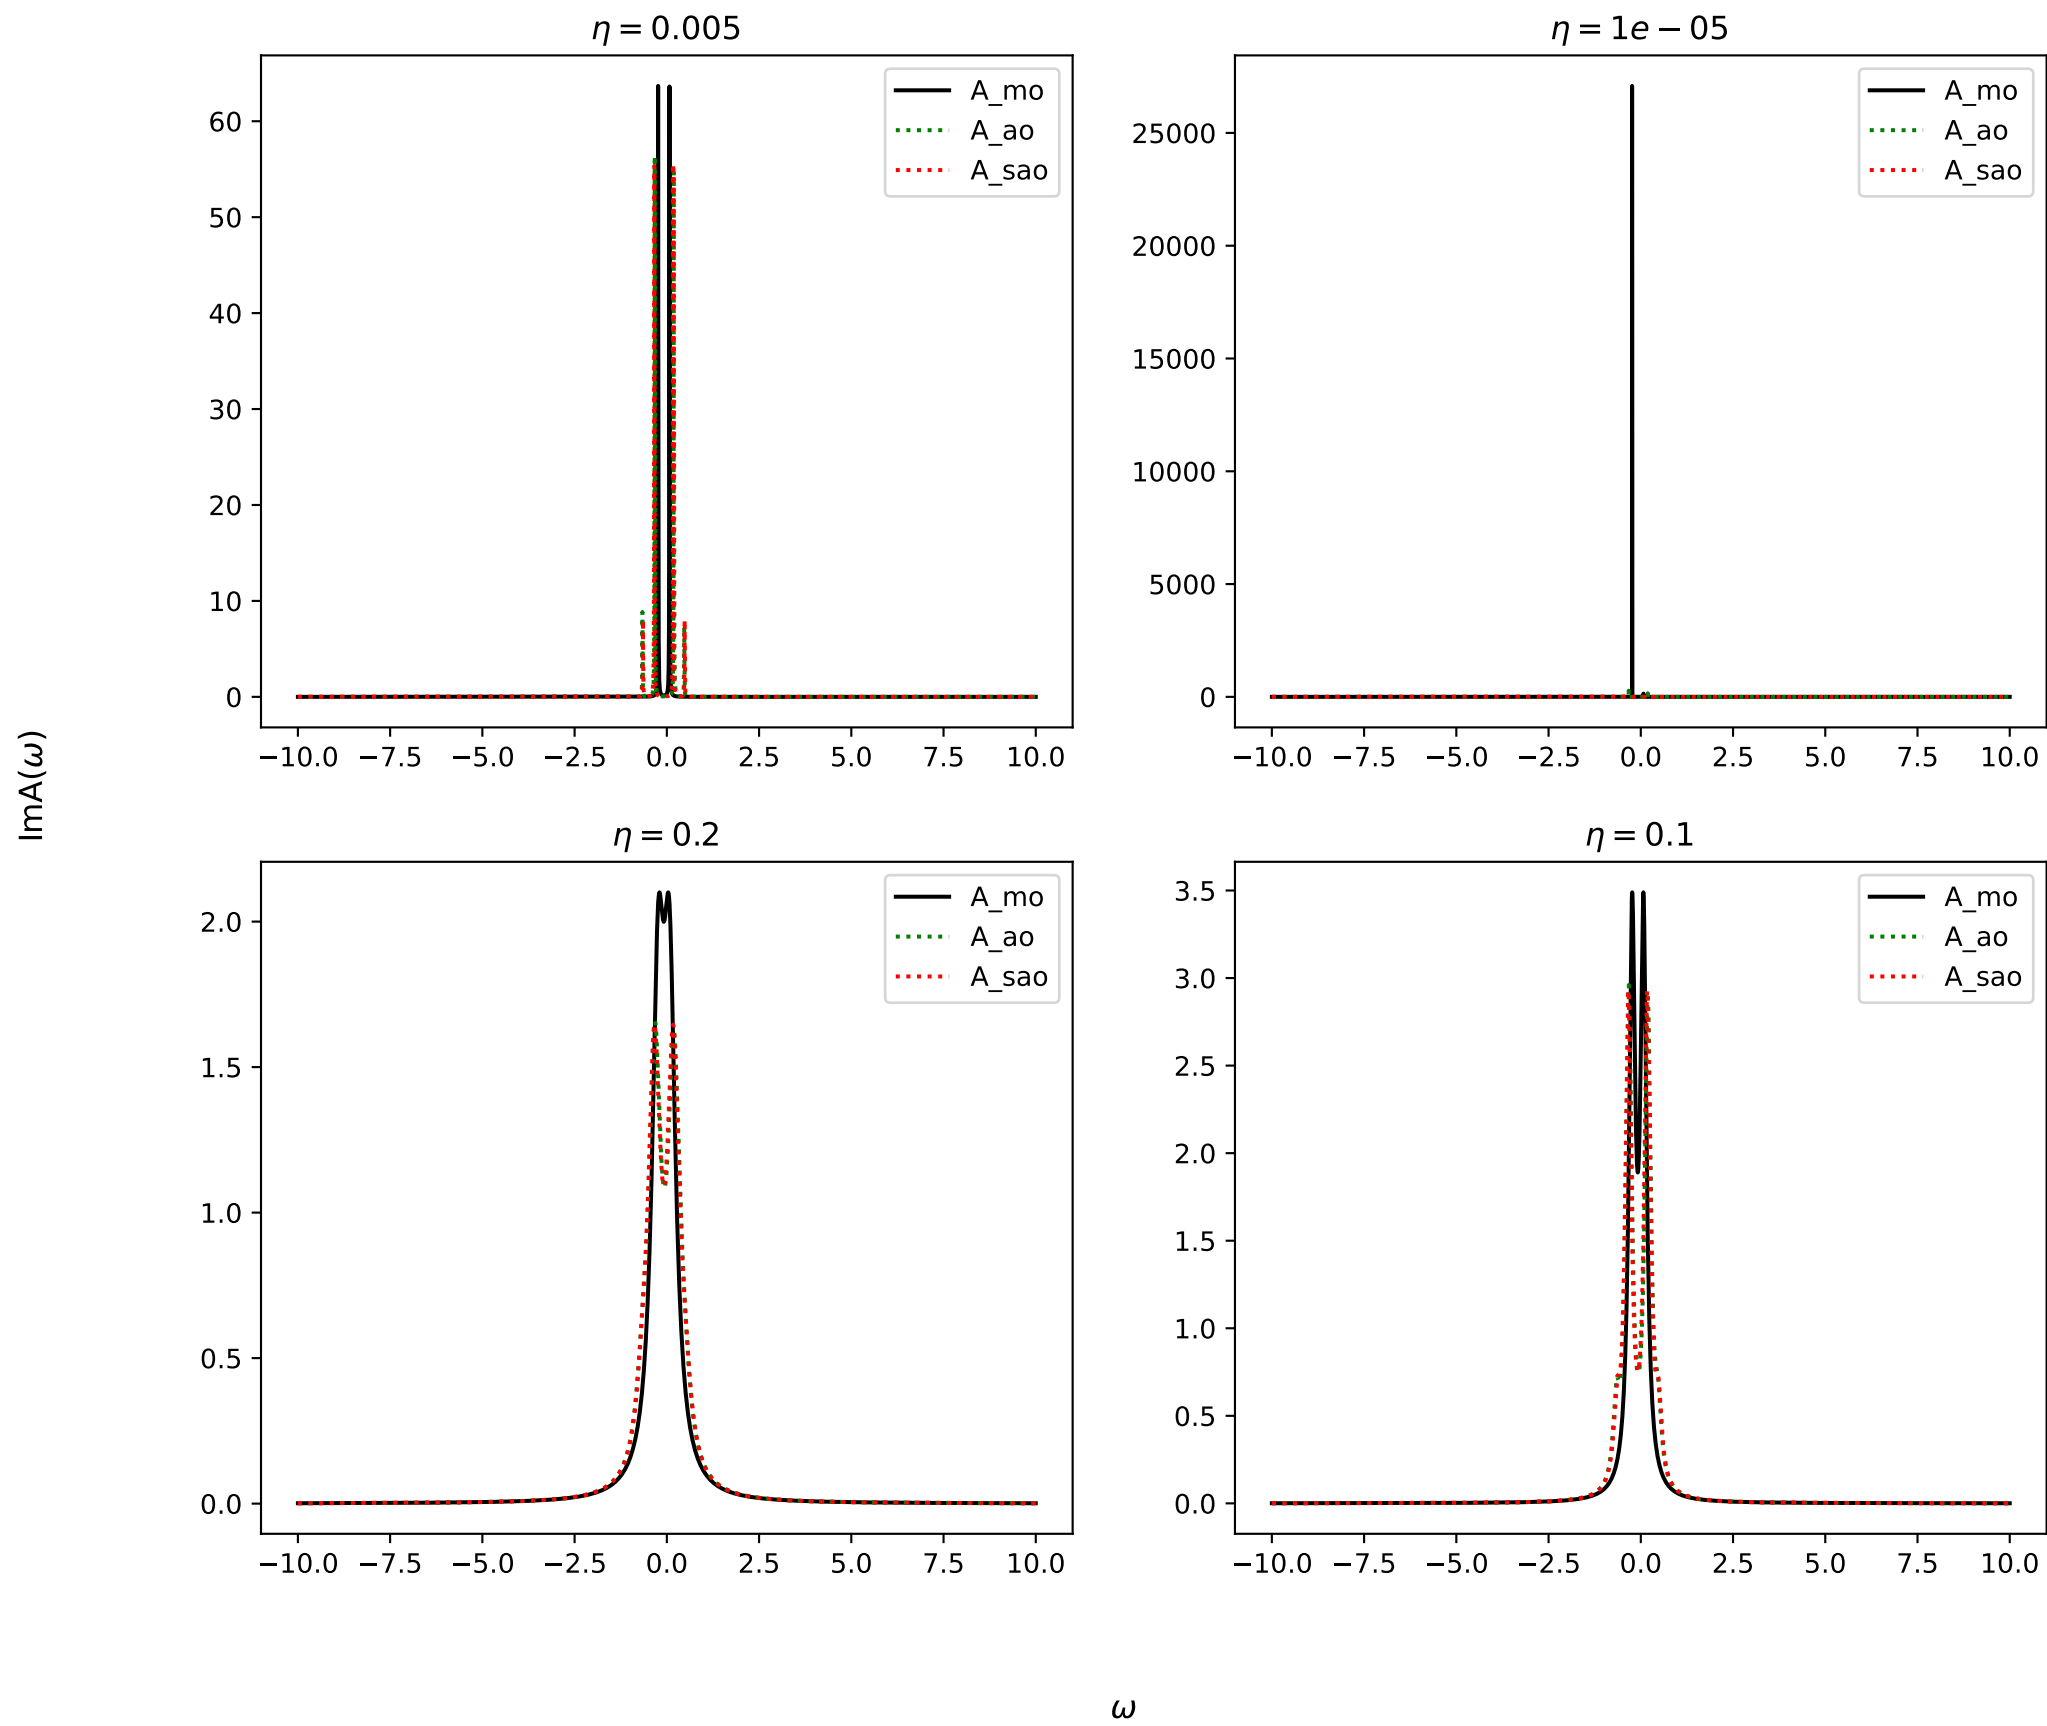 η = 0.005
60
50
40
30
20
10
0
−10.0 −7.5 −5.0 −2.5 0.0 2.5 5.0 7.5 10.0
A_mo
A_ao
A_sao
η = 1e − 05
25000
20000
15000
10000
5000
0
−10.0 −7.5 −5.0 −2.5 0.0 2.5 5.0 7.5 10.0
A_mo
A_ao
A_sao
ImA(ω)
η = 0.2
2.0
1.5
1.0
0.5
0.0
−10.0 −7.5 −5.0 −2.5 0.0 2.5 5.0 7.5 10.0
A_mo
A_ao
A_sao
η = 0.1
3.5
3.0
2.5
2.0
1.5
1.0
0.5
0.0
−10.0 −7.5 −5.0 −2.5 0.0 2.5 5.0 7.5 10.0
A_mo
A_ao
A_sao
ω